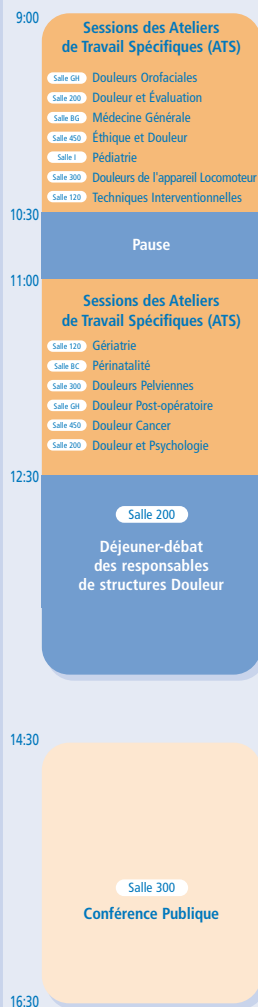 9:00
Sessions des Ateliers
de Travail Spécifiques (ATS)
Salle GH Douleurs Orofaciales
Salle 200 Douleur et Évaluation
Salle BG Médecine Générale
Salle 450 Éthique et Douleur
Salle I Pédiatrie
Salle 300 Douleurs de l'appareil Locomoteur
Salle 120 Techniques Interventionnelles
10:30
Pause
11:00
Sessions des Ateliers
de Travail Spécifiques (ATS)
Salle 120 Gériatrie
Salle BC Périnatalité
Salle 300 Douleurs Pelviennes
Salle GH Douleur Post-opératoire
Salle 450 Douleur Cancer
Salle 200 Douleur et Psychologie
12:30
Salle 200
Déjeuner-débat
des responsables
de structures Douleur
14:30
Salle 300
Conférence Publique
16:30